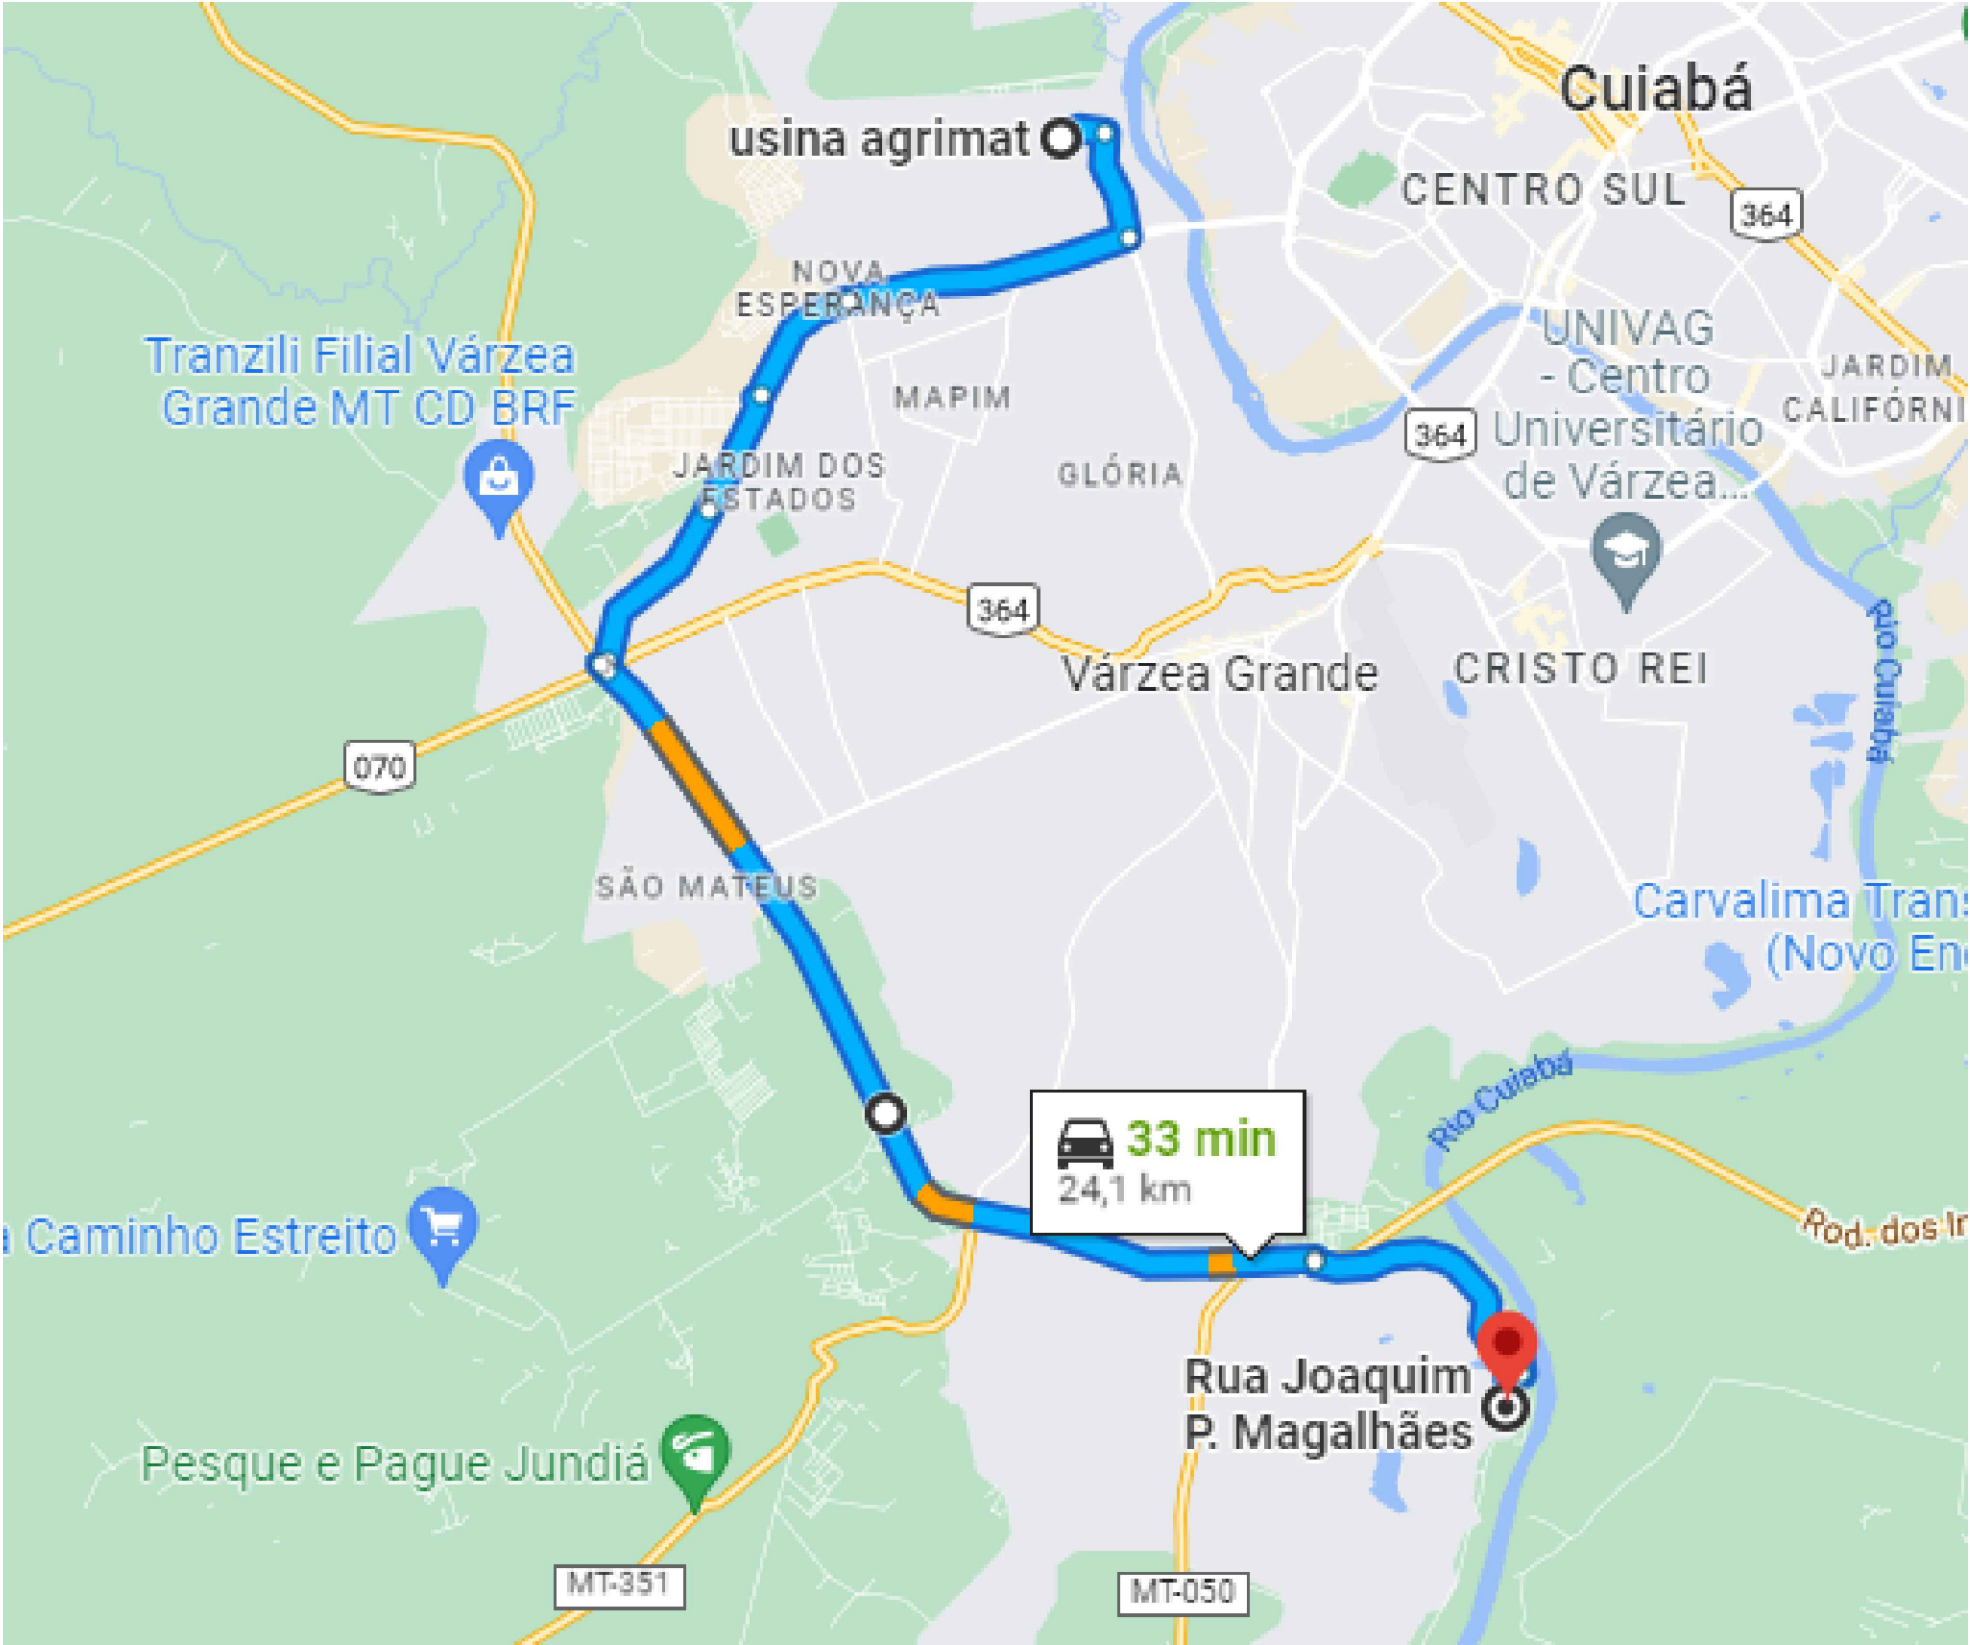 Cuiabá
usina agrimat
CENTRO SUL
364
NOVA
ESPERANÇA
UNIVAG
- Centro
Universitário
de Várzea...
Tranzili Filial Várzea
Grande MT CD BRF
JARDIM
CALIFÓRNI
MAPIM
364
JARDIM DOS
ESTADOS
GLÓRIA
364
Várzea Grande
CRISTO REI
Rio Cuiabá
070
SÃO MATEUS
Carvalima Trans
(Novo En
Rio Cuiabá
33 min
24,1 km
a Caminho Estreito
Rod. dos Im
Rua Joaquim
P. Magalhães
Pesque e Pague Jundiá
MT-351
MT-050